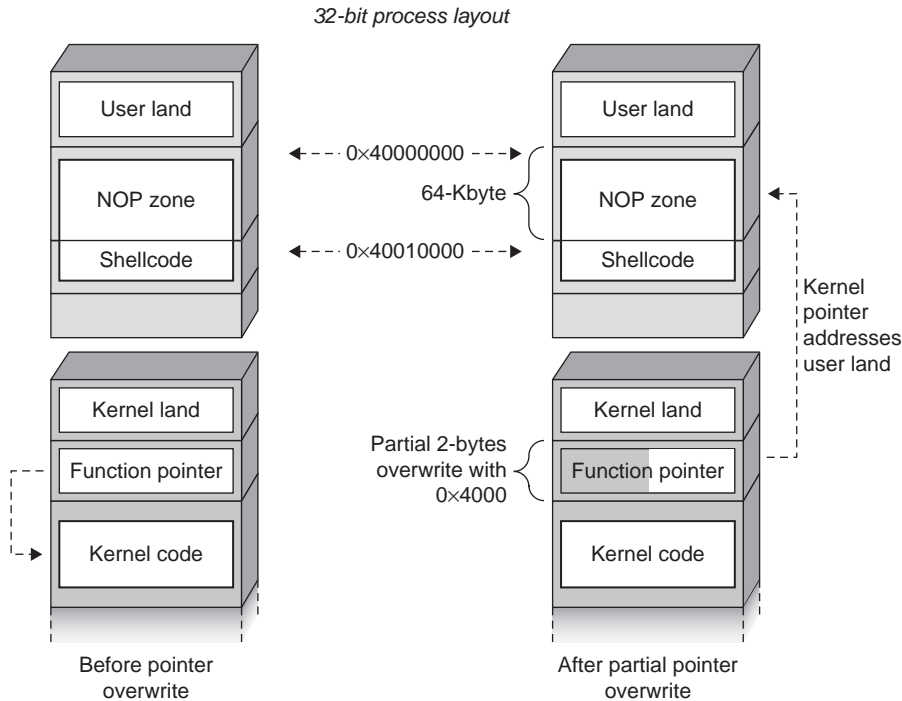 32-bit process layout
User land
NOP zone
Shellcode
0×40000000
64-Kbyte
0×40010000
User land
NOP zone
Shellcode
Kernel
pointer
addresses
user land
Kernel land
Function pointer
Kernel code
Partial 2-bytes
overwrite with
0×4000
Kernel land
Function pointer
Kernel code
Before pointer
overwrite
After partial pointer
overwrite